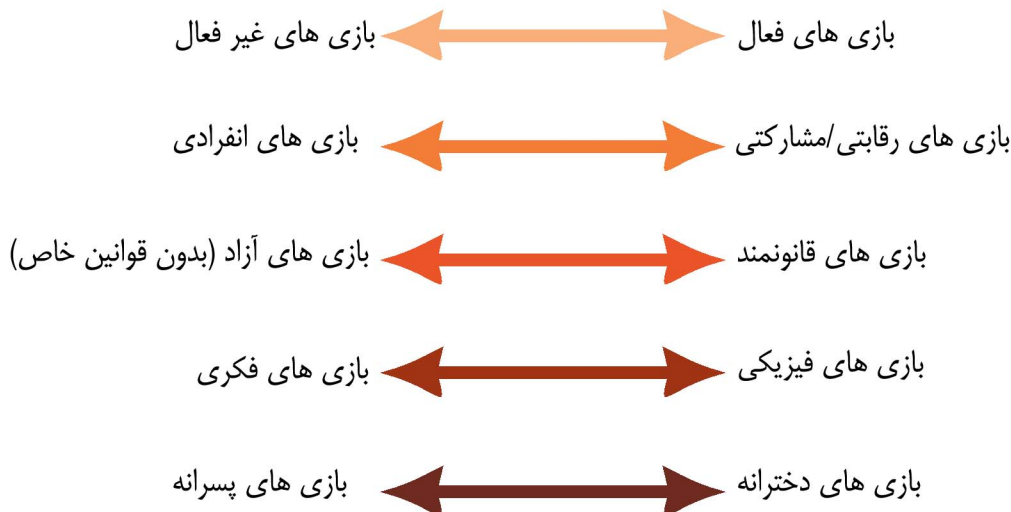 بازی های فعال
بازی های غیر فعال
بازی های رقابتی/مشارکتی
بازی های انفرادی
بازی های قانونمند
بازی های آزاد (بدون قوانین خاص)
بازی های فیزیکی
بازی های فکری
بازی های دخترانه
بازی های پسرانه